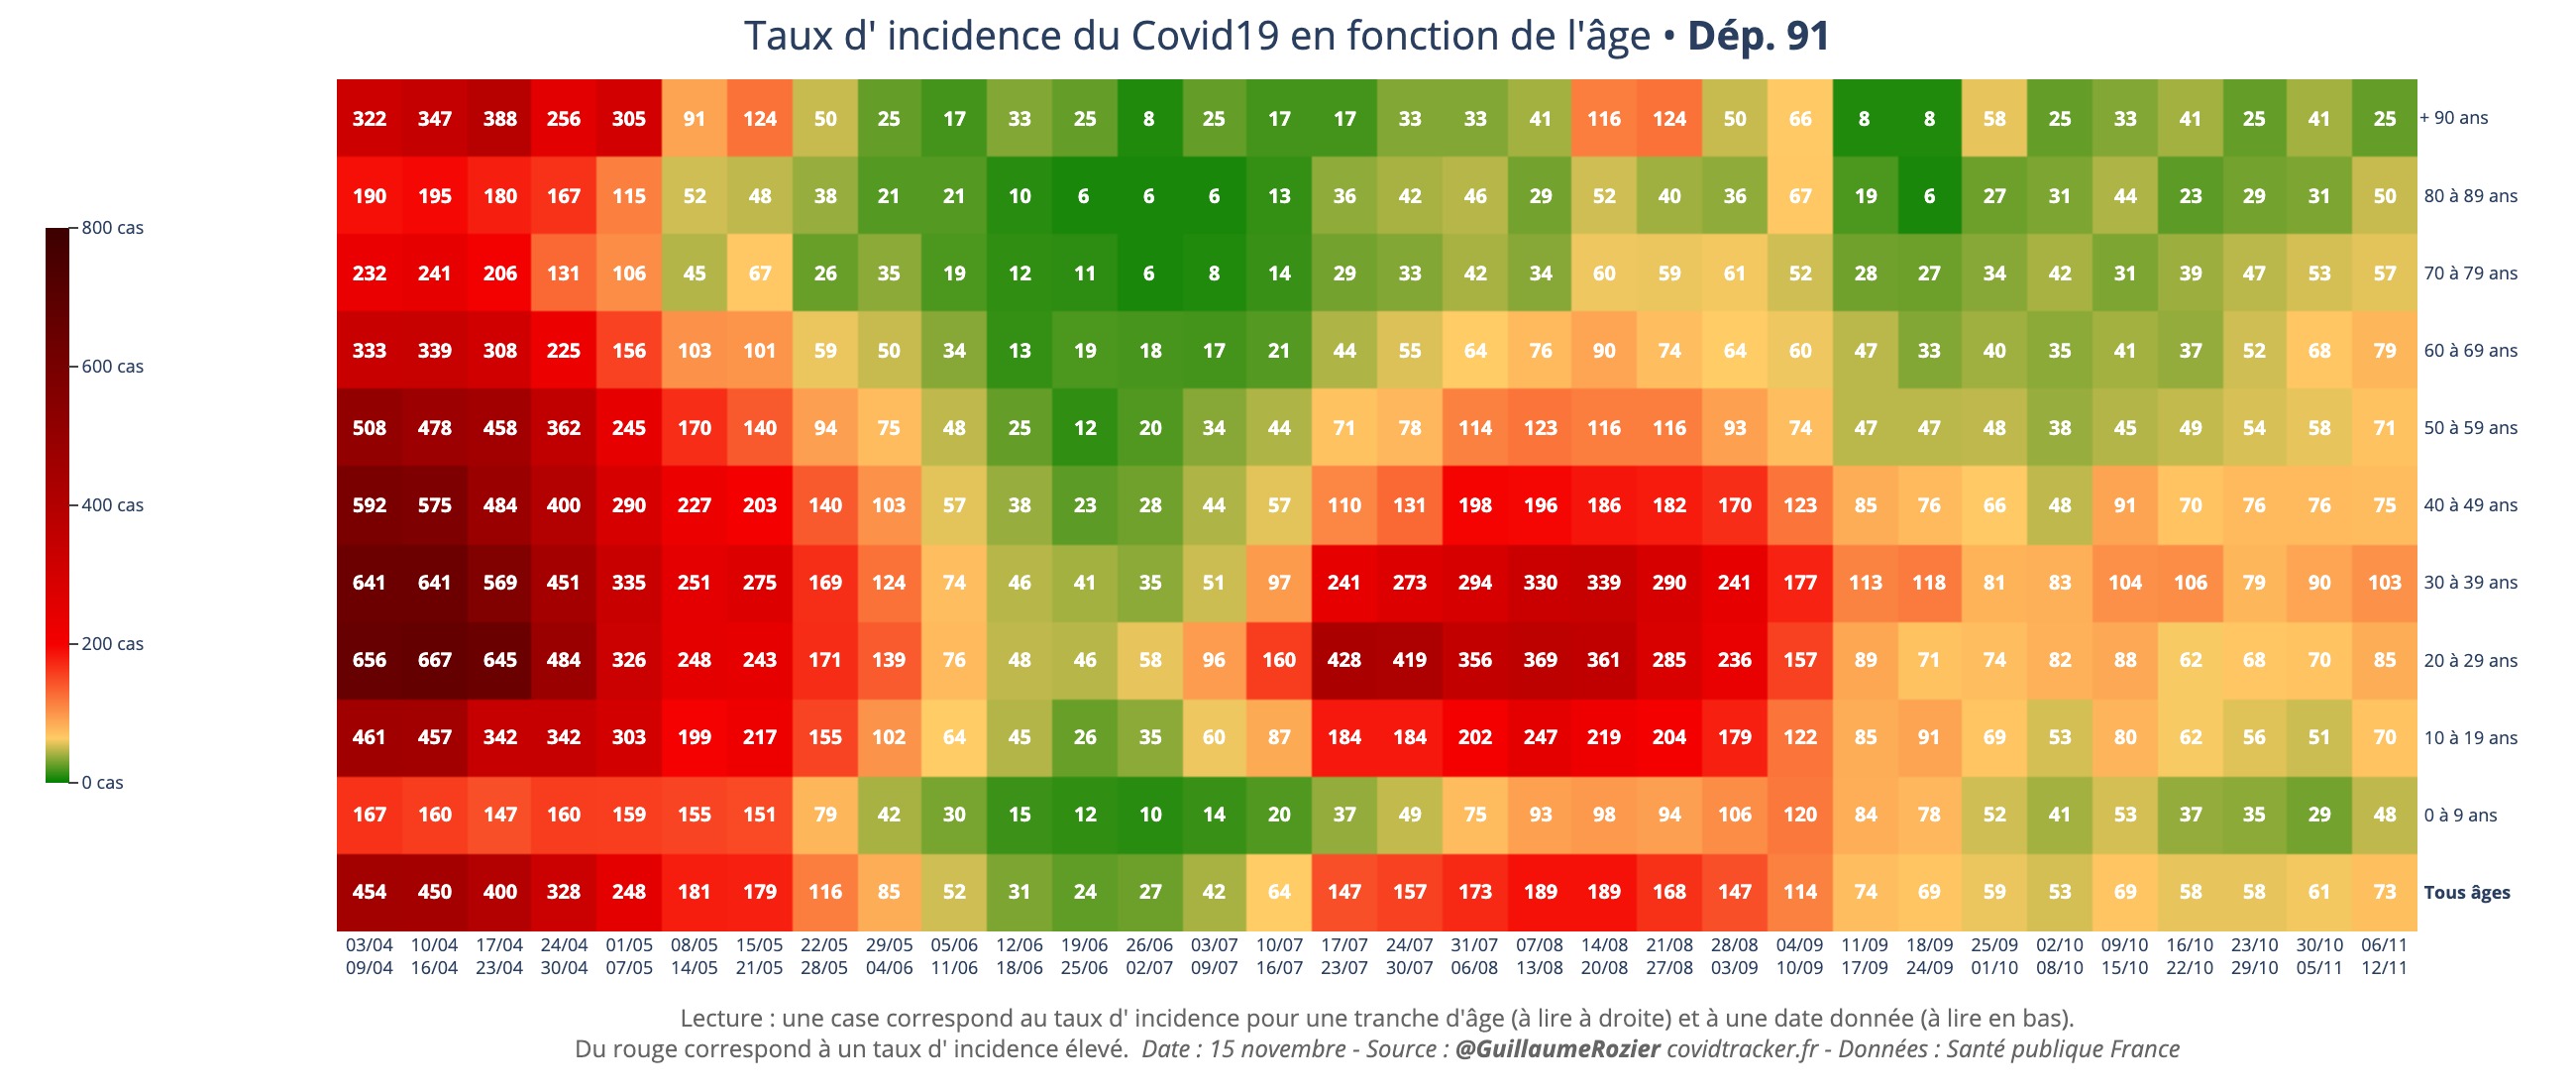 Taux d' incidence du Covid19 en fonction de l'âge • Dép. 91
322 347 388 256 305 91 124 50 25 17 33 25 8 25 17 17 33 33 41 116 124 50 66 8 8 58 25 33 41 25 41 25 + 90 ans
190 195 180 167 115 52 48 38 21 21 10 6 6 6 13 36 42 46 29 52 40 36 67 19 6 27 31 44 23 29 31 50 80 à 89 ans
800 cas
232 241 206 131 106 45 67 26 35 19 12 11 6 8 14 29 33 42 34 60 59 61 52 28 27 34 42 31 39 47 53 57 70 à 79 ans
333 339 308 225 156 103 101 59 50 34 13 19 18 17 21 44 55 64 76 90 74 64 60 47 33 40 35 41 37 52 68 79 60 à 69 ans
600 cas
508 478 458 362 245 170 140 94 75 48 25 12 20 34 44 71 78 114 123 116 116 93 74 47 47 48 38 45 49 54 58 71 50 à 59 ans
400 cas
592 575 484 400 290 227 203 140 103 57 38 23 28 44 57 110 131 198 196 186 182 170 123 85 76 66 48 91 70 76 76 75 40 à 49 ans
641 641 569 451 335 251 275 169 124 74 46 41 35 51 97 241 273 294 330 339 290 241 177 113 118 81 83 104 106 79 90 103 30 à 39 ans
200 cas
656 667 645 484 326 248 243 171 139 76 48 46 58 96 160 428 419 356 369 361 285 236 157 89 71 74 82 88 62 68 70 85 20 à 29 ans
461 457 342 342 303 199 217 155 102 64 45 26 35 60 87 184 184 202 247 219 204 179 122 85 91 69 53 80 62 56 51 70 10 à 19 ans
0 cas
167 160 147 160 159 155 151 79 42 30 15 12 10 14 20 37 49 75 93 98 94 106 120 84 78 52 41 53 37 35 29 48 0 à 9 ans
454 450 400 328 248 181 179 116 85 52 31 24 27 42 64 147 157 173 189 189 168 147 114 74 69 59 53 69 58 58 61 73 Tous âges
03/04 10/04 17/04 24/04 01/05 08/05 15/05 22/05 29/05 05/06 12/06 19/06 26/06 03/07 10/07 17/07 24/07 31/07 07/08 14/08 21/08 28/08 04/09 11/09 18/09 25/09 02/10 09/10 16/10 23/10 30/10 06/11
09/04 16/04 23/04 30/04 07/05 14/05 21/05 28/05 04/06 11/06 18/06 25/06 02/07 09/07 16/07 23/07 30/07 06/08 13/08 20/08 27/08 03/09 10/09 17/09 24/09 01/10 08/10 15/10 22/10 29/10 05/11 12/11
Lecture : une case correspond au taux d' incidence pour une tranche d'âge (à lire à droite) et à une date donnée (à lire en bas).
Du rouge correspond à un taux d' incidence élevé. Date : 15 novembre - Source : @GuillaumeRozier covidtracker.fr - Données : Santé publique France